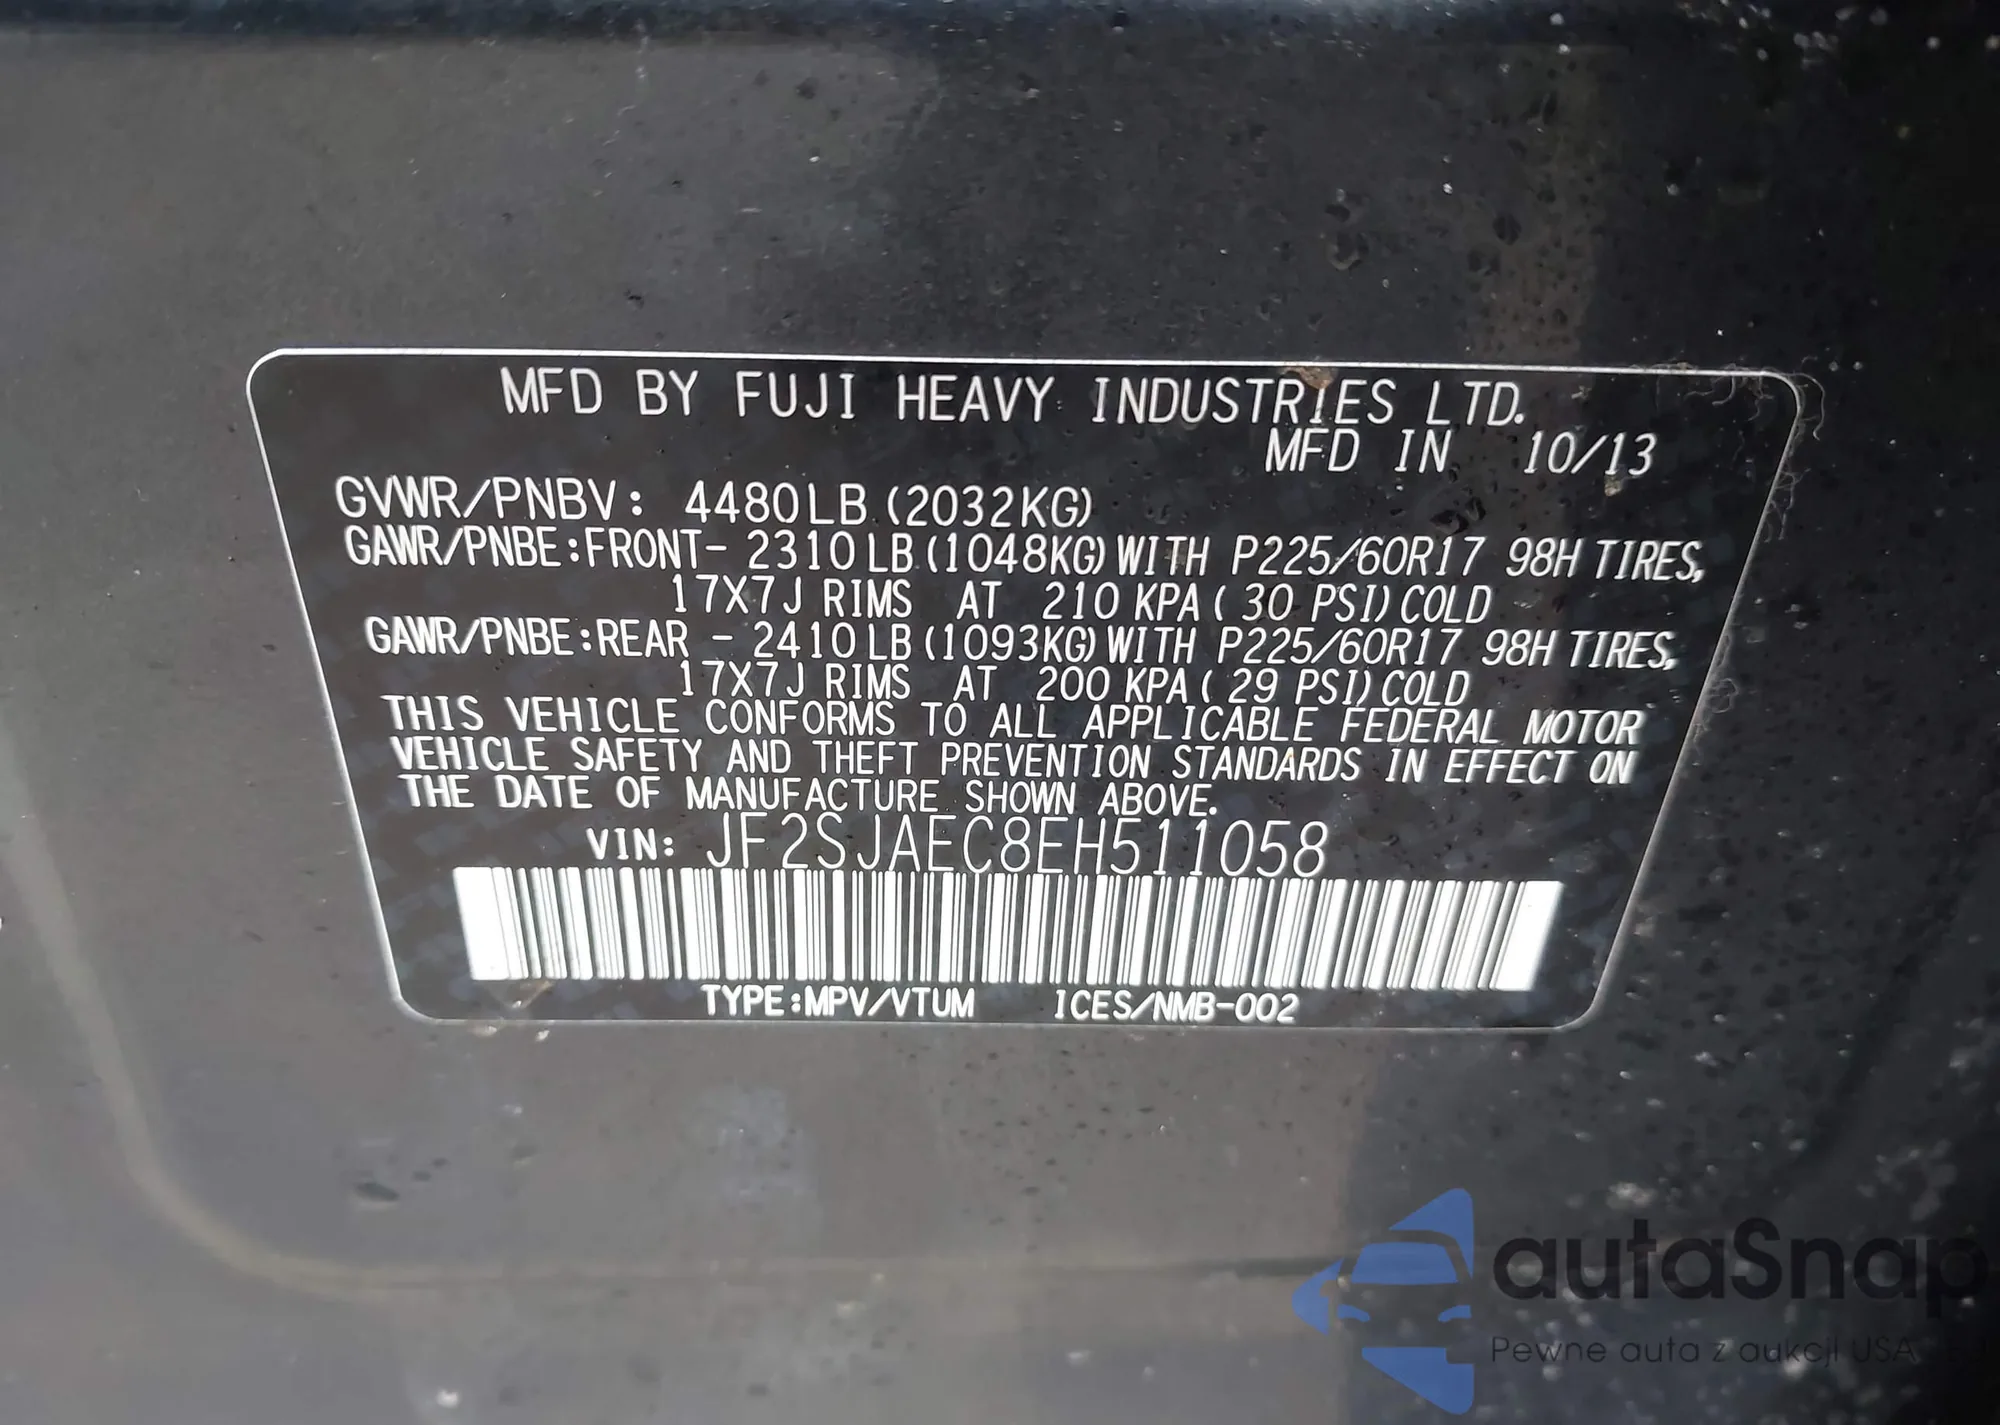 MFD BY FUJI HEAVY INDUSTRIES LTD.
MFD IN 10/13
GVWR/PNBV: 4480LB (2032KG)
GAWR/PNBE:FRONT- 2310 LB (1048KG) WITH P225/60R17 98H TIRES,
17X7J RIMS AT 210 KPA ( 30 PSI) COLD
GAWR/PNBE:REAR - 2410 LB (1093KG) WITH P225/60R17 98H TIRES,
17X7J RIMS AT 200 KPA ( 29 PSI) COLD
THIS VEHICLE CONFORMS TO ALL APPLICABLE FEDERAL MOTOR
VEHICLE SAFETY AND THEFT PREVENTION STANDARDS IN EFFECT ON
THE DATE OF MANUFACTURE SHOWN ABOVE.
VIN: JF2SJAEC8EH511058
TYPE:MPV/VTUM ICES/NMB-002
autaSnap
Pewne auta z aukcji USA